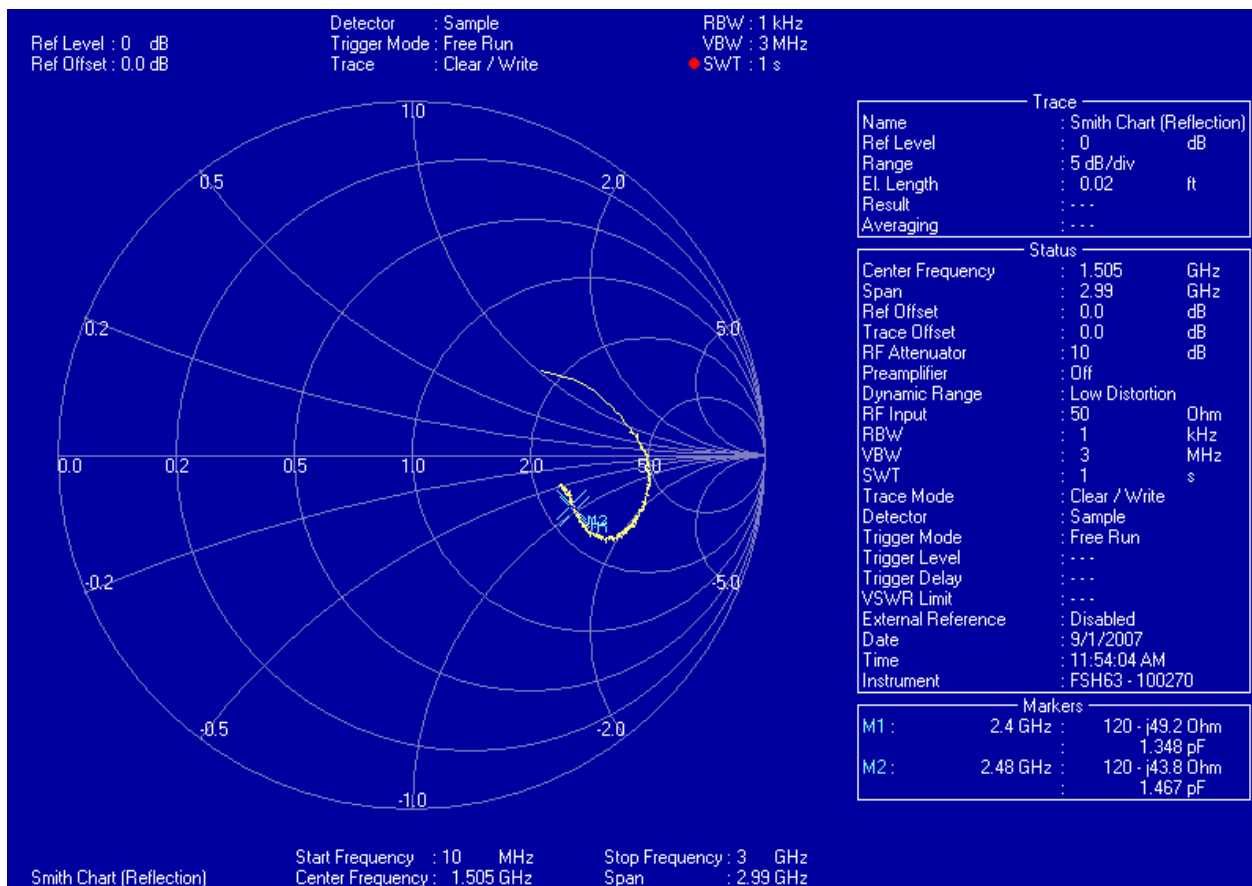 Detector : Sample RBW : 1 kHz
Ref Level : 0 dB Trigger Mode : Free Run VBW : 3 MHz
Ref Offset : 0.0 dB Trace : Clear / Write SWT : 1 s
1.0
0.5 2.0
0.2 5.0
0.0 0.2 0.5 1.0 2.0 5.0
M2
-0.2 -5.0
-0.5 -2.0
-1.0
Trace
Name : Smith Chart (Reflection)
Ref Level : 0 dB
Range : 5 dB/div
El. Length : 0.02 ft
Result : - - -
Averaging : - - -
Status
Center Frequency : 1.505 GHz
Span : 2.99 GHz
Ref Offset : 0.0 dB
Trace Offset : 0.0 dB
RF Attenuator : 10 dB
Preamplifier : Off
Dynamic Range : Low Distortion
RF Input : 50 Ohm
RBW : 1 kHz
VBW : 3 MHz
SWT : 1 s
Trace Mode : Clear / Write
Detector : Sample
Trigger Mode : Free Run
Trigger Level : - - -
Trigger Delay : - - -
VSWR Limit : - - -
External Reference : Disabled
Date : 9/1/2007
Time : 11:54:04 AM
Instrument : FSH63 - 100270
Markers
M1 : 2.4 GHz : 120 - j49.2 Ohm
: 1.348 pF
M2 : 2.48 GHz : 120 - j43.8 Ohm
: 1.467 pF
Start Frequency : 10 MHz Stop Frequency : 3 GHz
Smith Chart (Reflection) Center Frequency : 1.505 GHz Span : 2.99 GHz